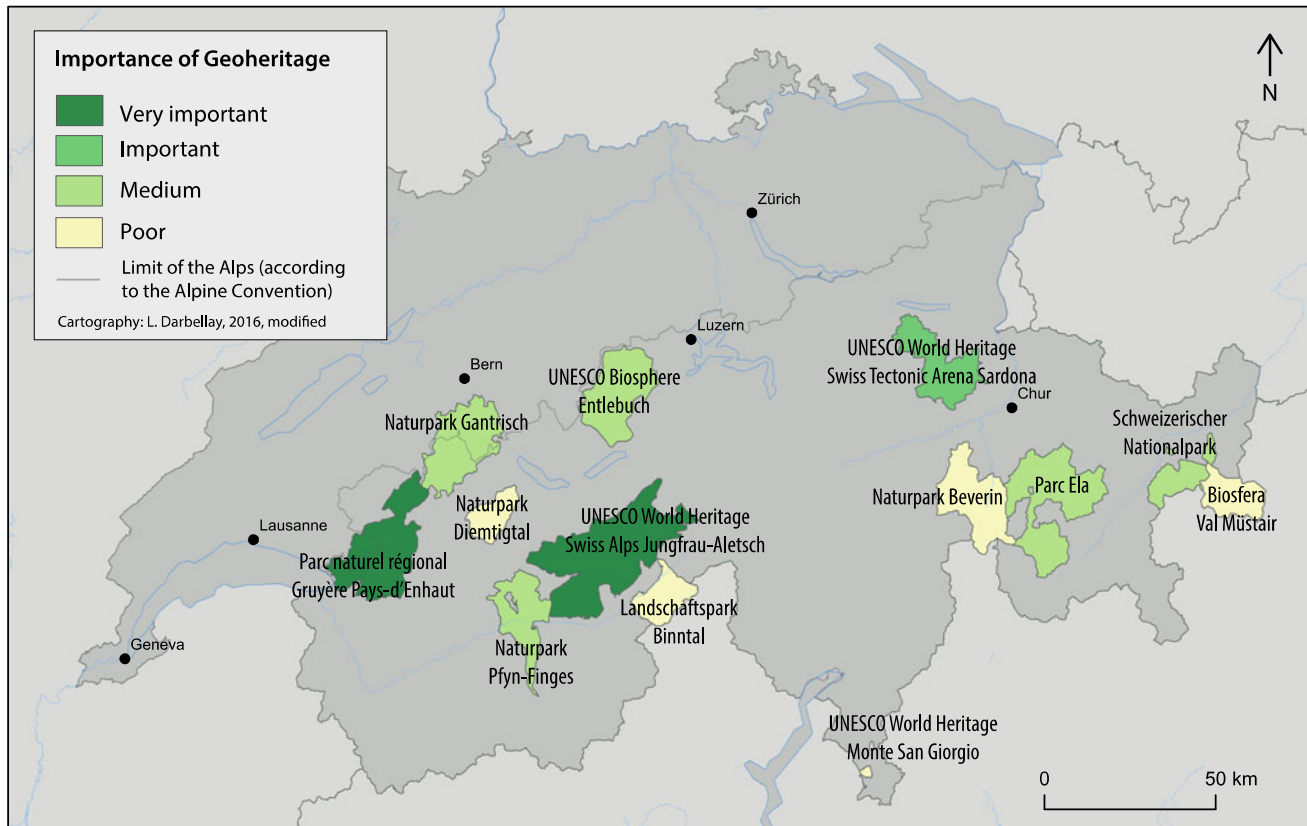 Importance of Geoheritage
Very important
Important
Medium
Poor
Limit of the Alps (according
to the Alpine Convention)
Cartography: L. Darbellay, 2016, modified
N
Zürich
Luzern
Bern
UNESCO World Heritage
Swiss Tectonic Arena Sardona
UNESCO Biosphere
Entlebuch
Chur
Naturpark Gantrisch
Schweizerischer
Nationalpark
Naturpark Beverin
Parc Ela
Biosfera
Val Müstair
Naturpark
Diemtigtal
UNESCO World Heritage
Swiss Alps Jungfrau-Aletsch
Lausanne
Parc naturel régional
Gruyère Pays-d'Enhaut
Landschaftspark
Binntal
Geneva
Naturpark
Pfyn-Finges
UNESCO World Heritage
Monte San Giorgio
0 50 km